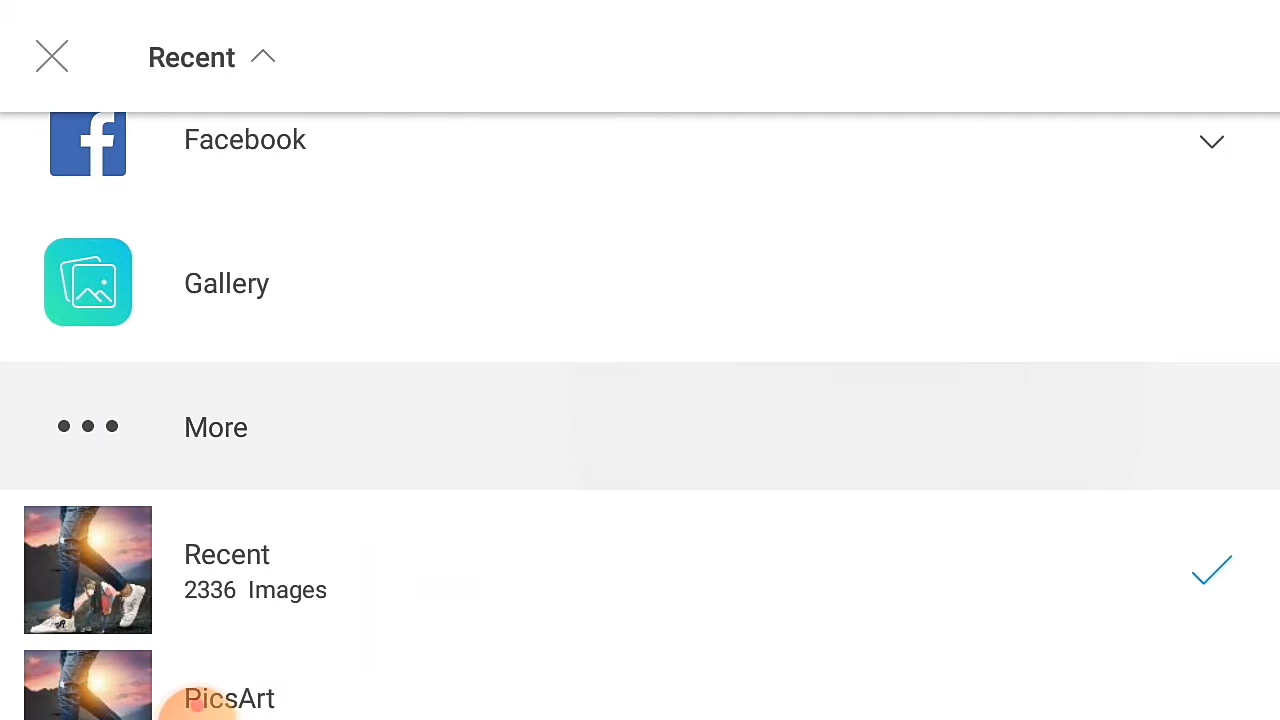 Recent
Facebook
Gallery
More
Recent
2336 Images
PicsArt